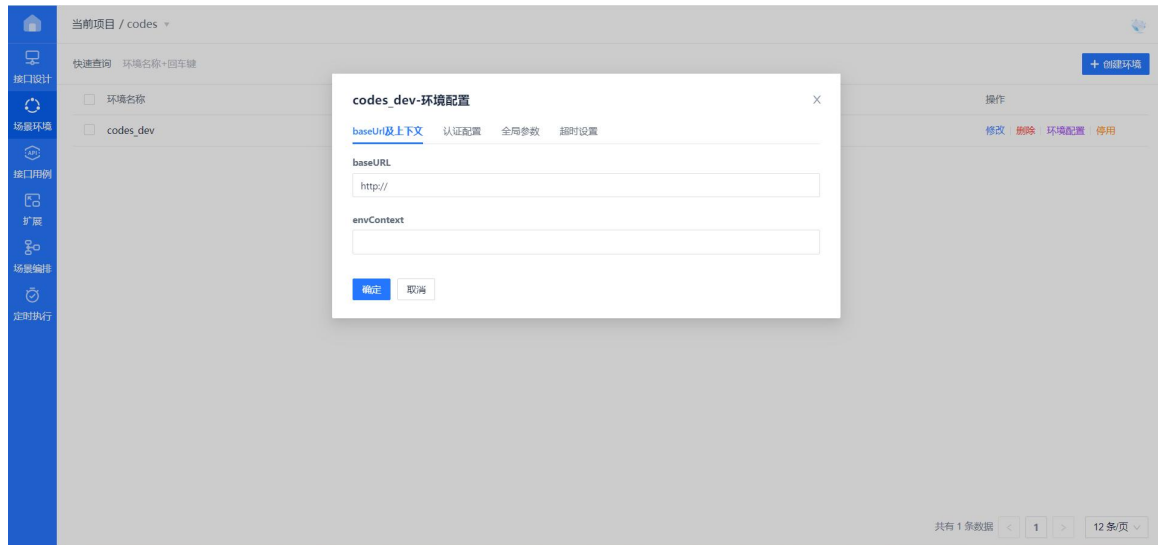 当前项目 / codes
接口设计
场景环境
API
接口用例
扩展
场景编排
定时执行
快速查询 环境名称+回车键
+ 创建环境
环境名称
操作
codes_dev
修改 删除 环境配置 停用
codes_dev-环境配置
baseUrl及上下文 认证配置 全局参数 超时设置
baseURL
http://
envContext
确定 取消
共有 1 条数据 < 1 > 12 条/页